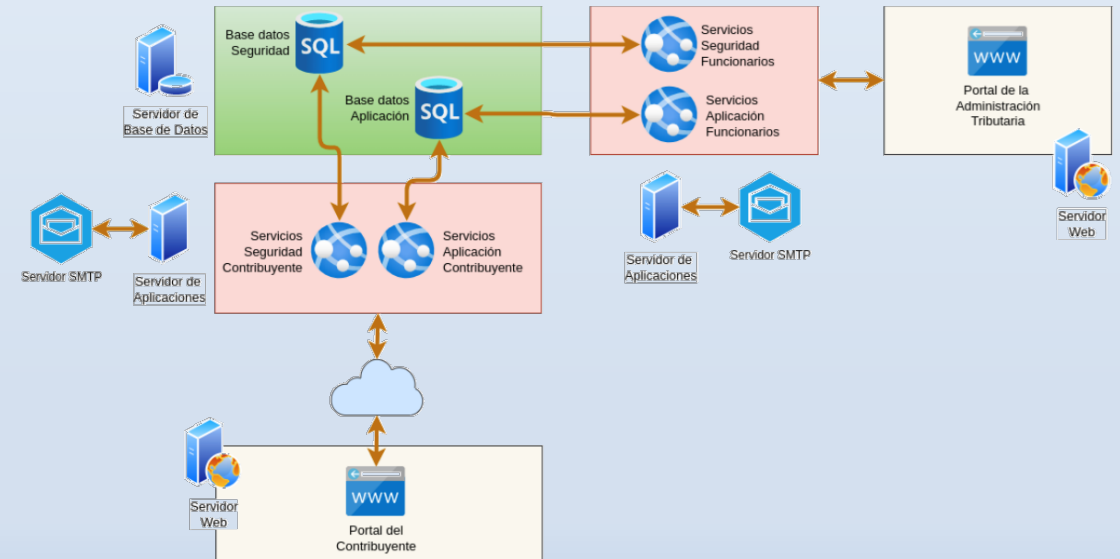 Base datos
Seguridad
SQL
Servicios
Seguridad
Funcionarios
www
Servidor de
Base de Datos
Base datos
Aplicación
SQL
Servicios
Aplicación
Funcionarios
Portal de la
Administración
Tributaria
Servidor
Web
Servidor SMTP
Servidor de
Aplicaciones
Servicios
Seguridad
Contribuyente
Servicios
Aplicación
Contribuyente
Servidor de
Aplicaciones
Servidor SMTP
Servidor
Web
www
Portal del
Contribuyente